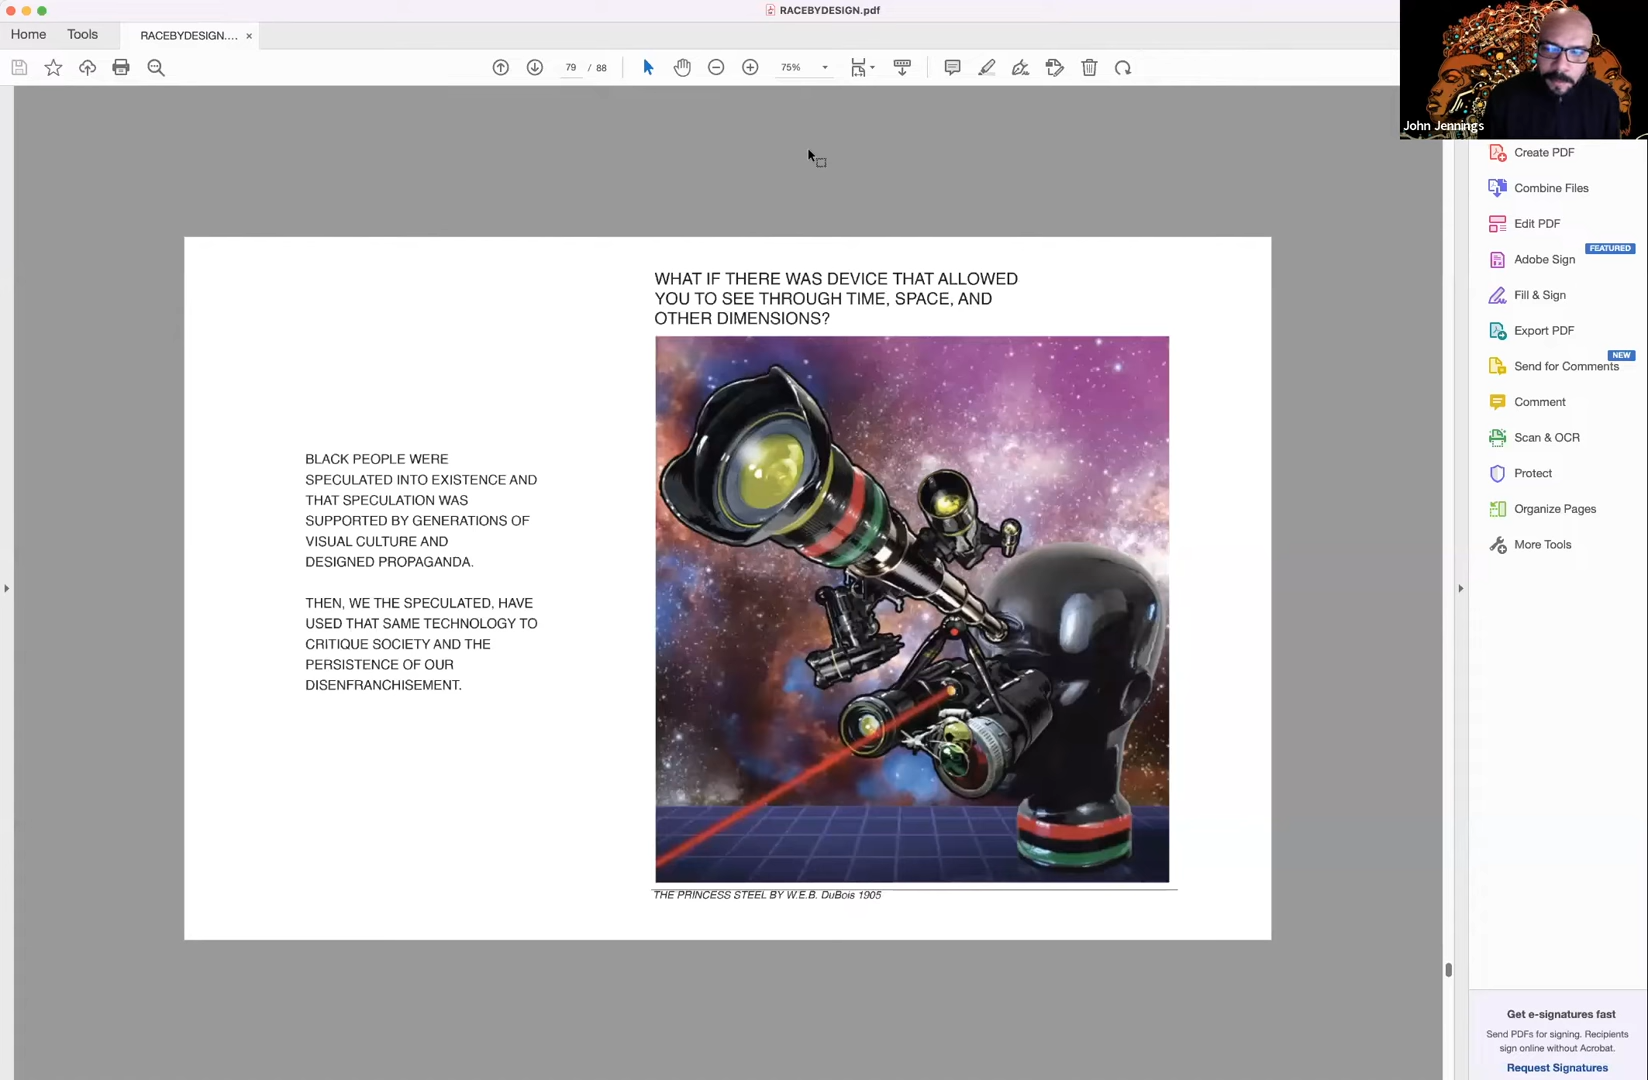 RACEBYDESIGN.pdf
Home
Tools
RACEBYDESIGN....
79 / 88
75%
John Jennings
WHAT IF THERE WAS DEVICE THAT ALLOWED
YOU TO SEE THROUGH TIME, SPACE, AND
OTHER DIMENSIONS?
BLACK PEOPLE WERE
SPECULATED INTO EXISTENCE AND
THAT SPECULATION WAS
SUPPORTED BY GENERATIONS OF
VISUAL CULTURE AND
DESIGNED PROPAGANDA.
THEN, WE THE SPECULATED, HAVE
USED THAT SAME TECHNOLOGY TO
CRITIQUE SOCIETY AND THE
PERSISTENCE OF OUR
DISENFRANCHISEMENT.
THE PRINCESS STEEL BY W.E.B. DuBois 1905
Create PDF
Combine Files
Edit PDF
FEATURED
Adobe Sign
Fill & Sign
Export PDF
NEW
Send for Comments
Comment
Scan & OCR
Protect
Organize Pages
More Tools
Get e-signatures fast
Send PDFs for signing. Recipients
sign online without Acrobat.
Request Signatures